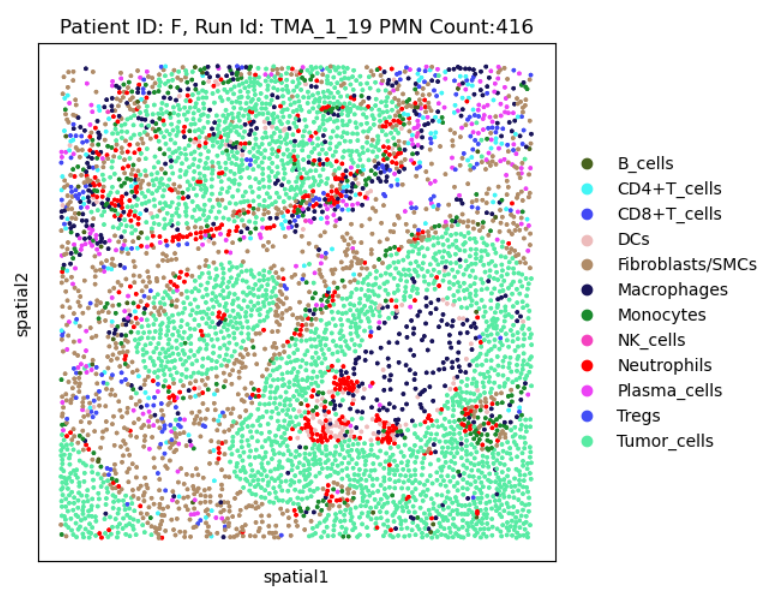 Patient ID: F, Run Id: TMA_1_19 PMN Count:416
spatial2
spatial1
B_cells
CD4+T_cells
CD8+T_cells
DCs
Fibroblasts/SMCs
Macrophages
Monocytes
NK_cells
Neutrophils
Plasma_cells
Tregs
Tumor_cells